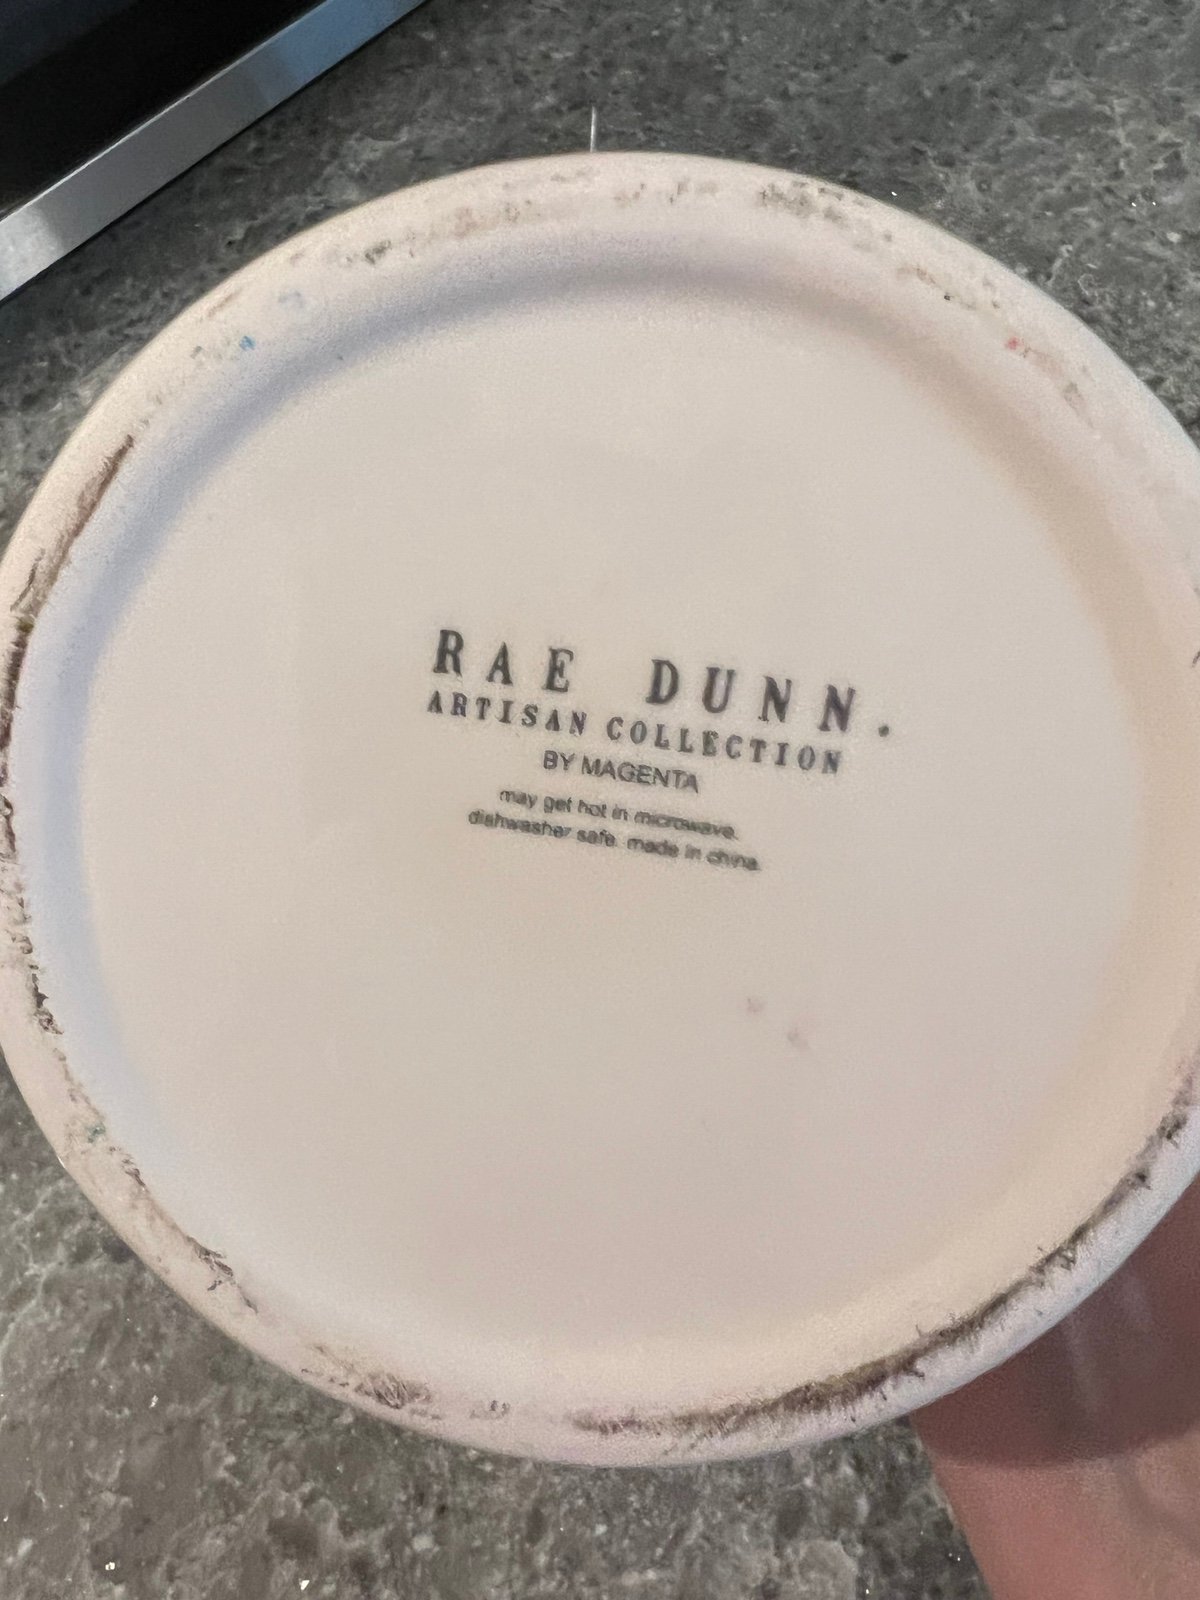 RAE DUNN.
ARTISAN COLLECTION
BY MAGENTA
may get hot in microwave.
dishwasher safe. made in china.